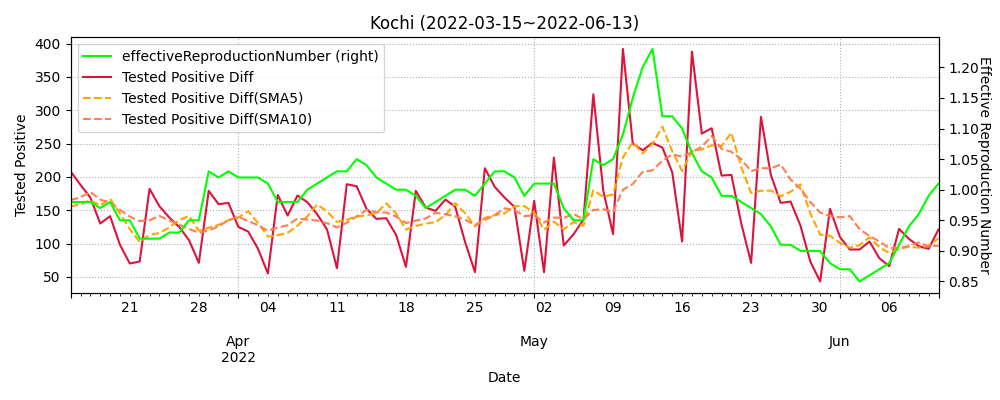 Kochi (2022-03-15~2022-06-13)
effectiveReproductionNumber (right)
Tested Positive Diff
Tested Positive Diff(SMA5)
Tested Positive Diff(SMA10)
Tested Positive
400
350
300
250
200
150
100
50
1.20
1.15
1.10
1.05
1.00
0.95
0.90
0.85
Effective Reproduction Number
21 28 04 11 18 25 02 09 16 23 30 06
Apr May Jun
2022
Date